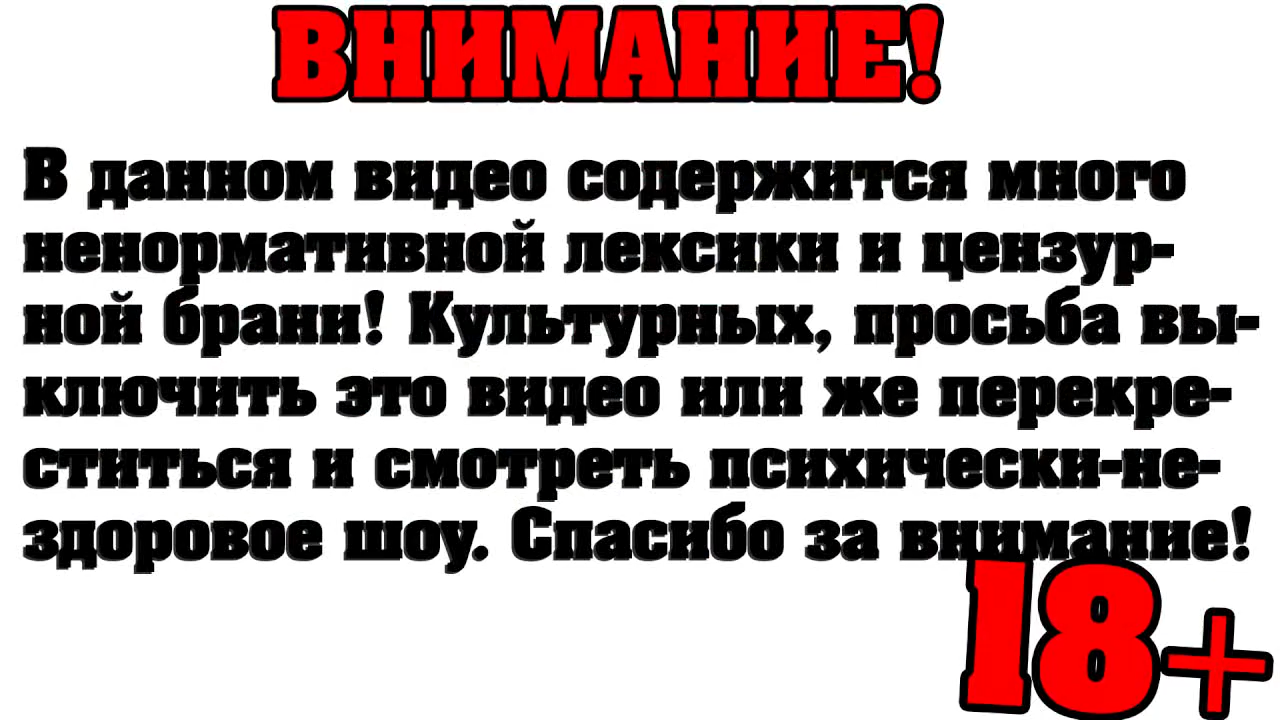 ВНИМАНИЕ!
В данном видео содержится много
ненормативной лексики и цензур-
ной брани! Культурных, просьба вы-
ключить это видео или же перекре-
ститься и смотреть психически-не-
здоровое шоу. Спасибо за внимание!
18+